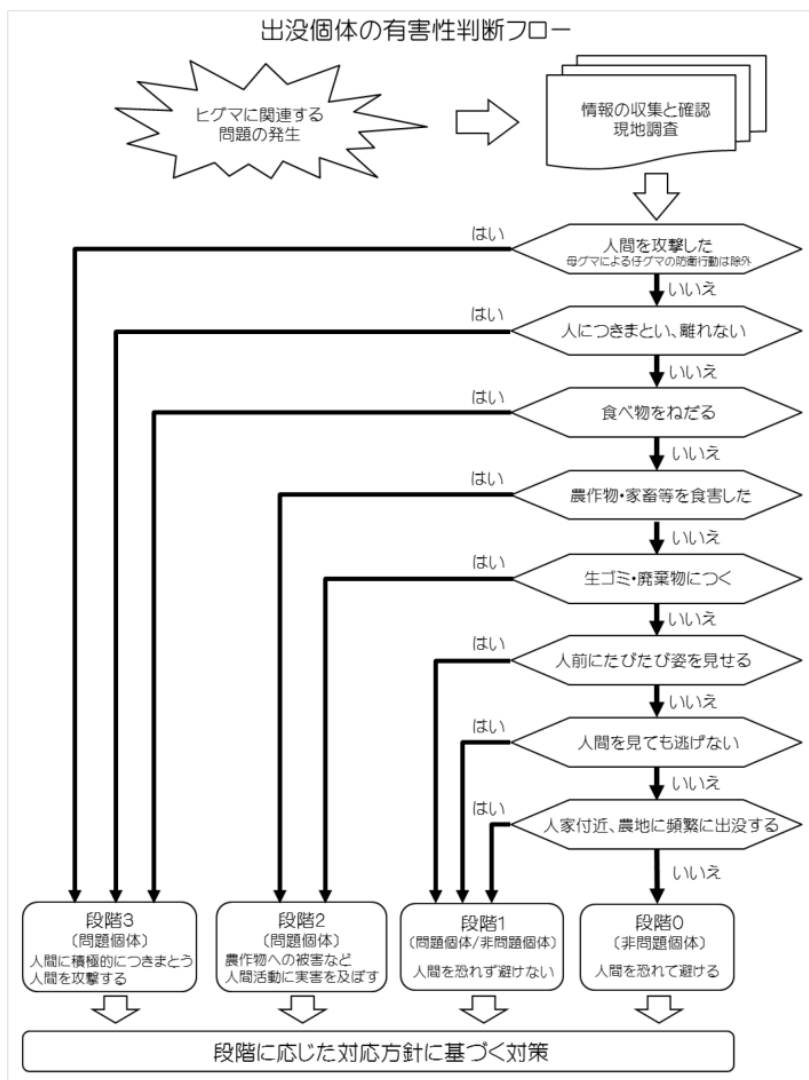 出没個体の有害性判断フロー
ヒグマに関連する
問題の発生
情報の収集と確認
現地調査
はい
人間を攻撃した
母グマによる仔グマの防衛行動は除外
いいえ
はい
人につきまとい、離れない
いいえ
はい
食べ物をねだる
いいえ
はい
農作物・家畜等を食害した
いいえ
はい
生ゴミ・廃棄物につく
いいえ
はい
人前にたびたび姿を見せる
いいえ
はい
人間を見ても逃げない
いいえ
はい
人家付近、農地に頻繁に出没する
いいえ
段階3
(問題個体)
人間に積極的につきまとう
人間を攻撃する
段階2
(問題個体)
農作物への被害など
人間活動に実害を及ぼす
段階1
(問題個体/非問題個体)
人間を恐れず避けない
段階0
(非問題個体)
人間を恐れて避ける
段階に応じた対応方針に基づく対策